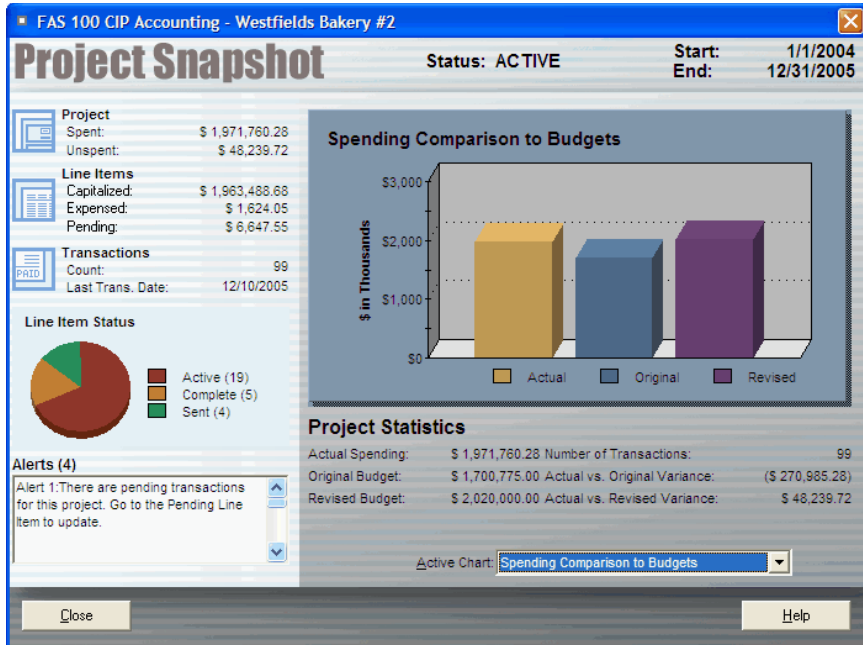 FAS 100 CIP Accounting - Westfields Bakery #2
Project Snapshot
Status: ACTIVE
Start: 1/1/2004
End: 12/31/2005
Project
Spent: $ 1,971,760.28
Unspent: $ 48,239.72
Line Items
Capitalized: $ 1,963,488.68
Expensed: $ 1,624.05
Pending: $ 6,647.55
Transactions
Count: 99
Last Trans. Date: 12/10/2005
PAID
Line Item Status
Active (19)
Complete (5)
Sent (4)
Alerts (4)
Alert 1:There are pending transactions
for this project. Go to the Pending Line
Item to update.
Spending Comparison to Budgets
$ in Thousands
$3,000
$2,000
$1,000
$0
Actual Original Revised
Project Statistics
Actual Spending: $ 1,971,760.28 Number of Transactions: 99
Original Budget: $ 1,700,775.00 Actual vs. Original Variance: ($ 270,985.28)
Revised Budget: $ 2,020,000.00 Actual vs. Revised Variance: $ 48,239.72
Active Chart: Spending Comparison to Budgets
Close
Help